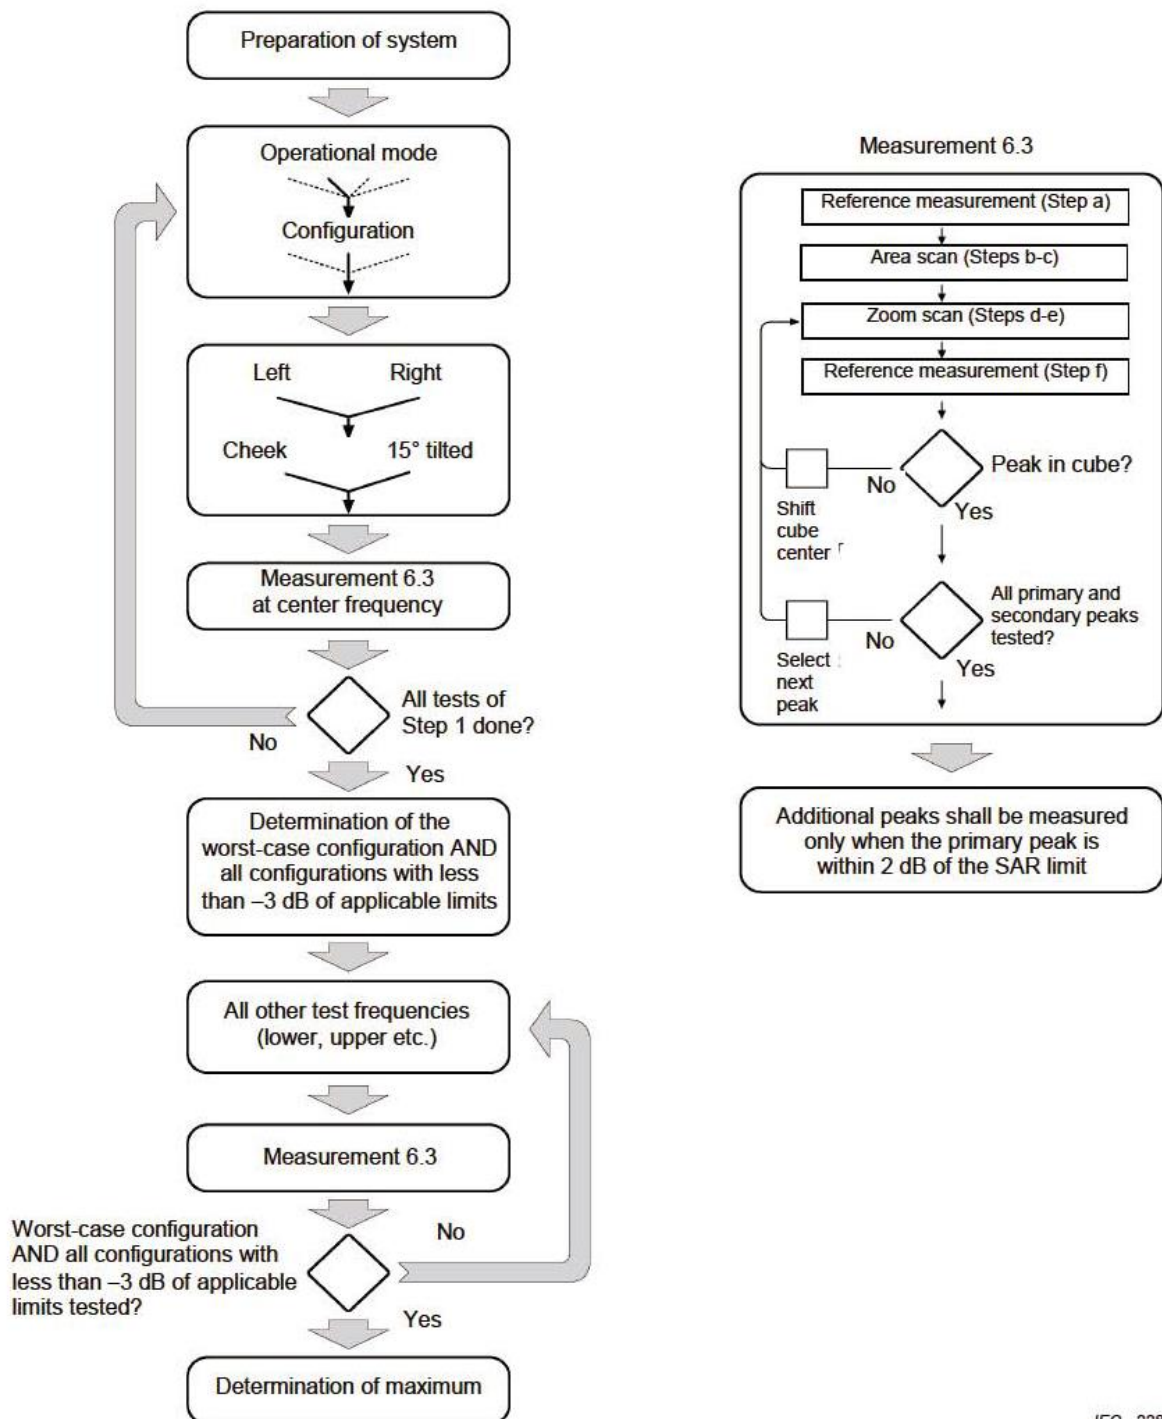 Preparation of system
Operational mode
Configuration
Left
Right
Cheek
15° tilted
Measurement 6.3
at center frequency
All tests of
Step 1 done?
No
Yes
Determination of the
worst-case configuration AND
all configurations with less
than –3 dB of applicable limits
All other test frequencies
(lower, upper etc.)
Measurement 6.3
Worst-case configuration
AND all configurations with
less than –3 dB of applicable
limits tested?
No
Yes
Determination of maximum
Measurement 6.3
Reference measurement (Step a)
Area scan (Steps b-c)
Zoom scan (Steps d-e)
Reference measurement (Step f)
Peak in cube?
No
Yes
Shift
cube
center
All primary and
secondary peaks
tested?
No
Yes
Select
next
peak
Additional peaks shall be measured
only when the primary peak is
within 2 dB of the SAR limit